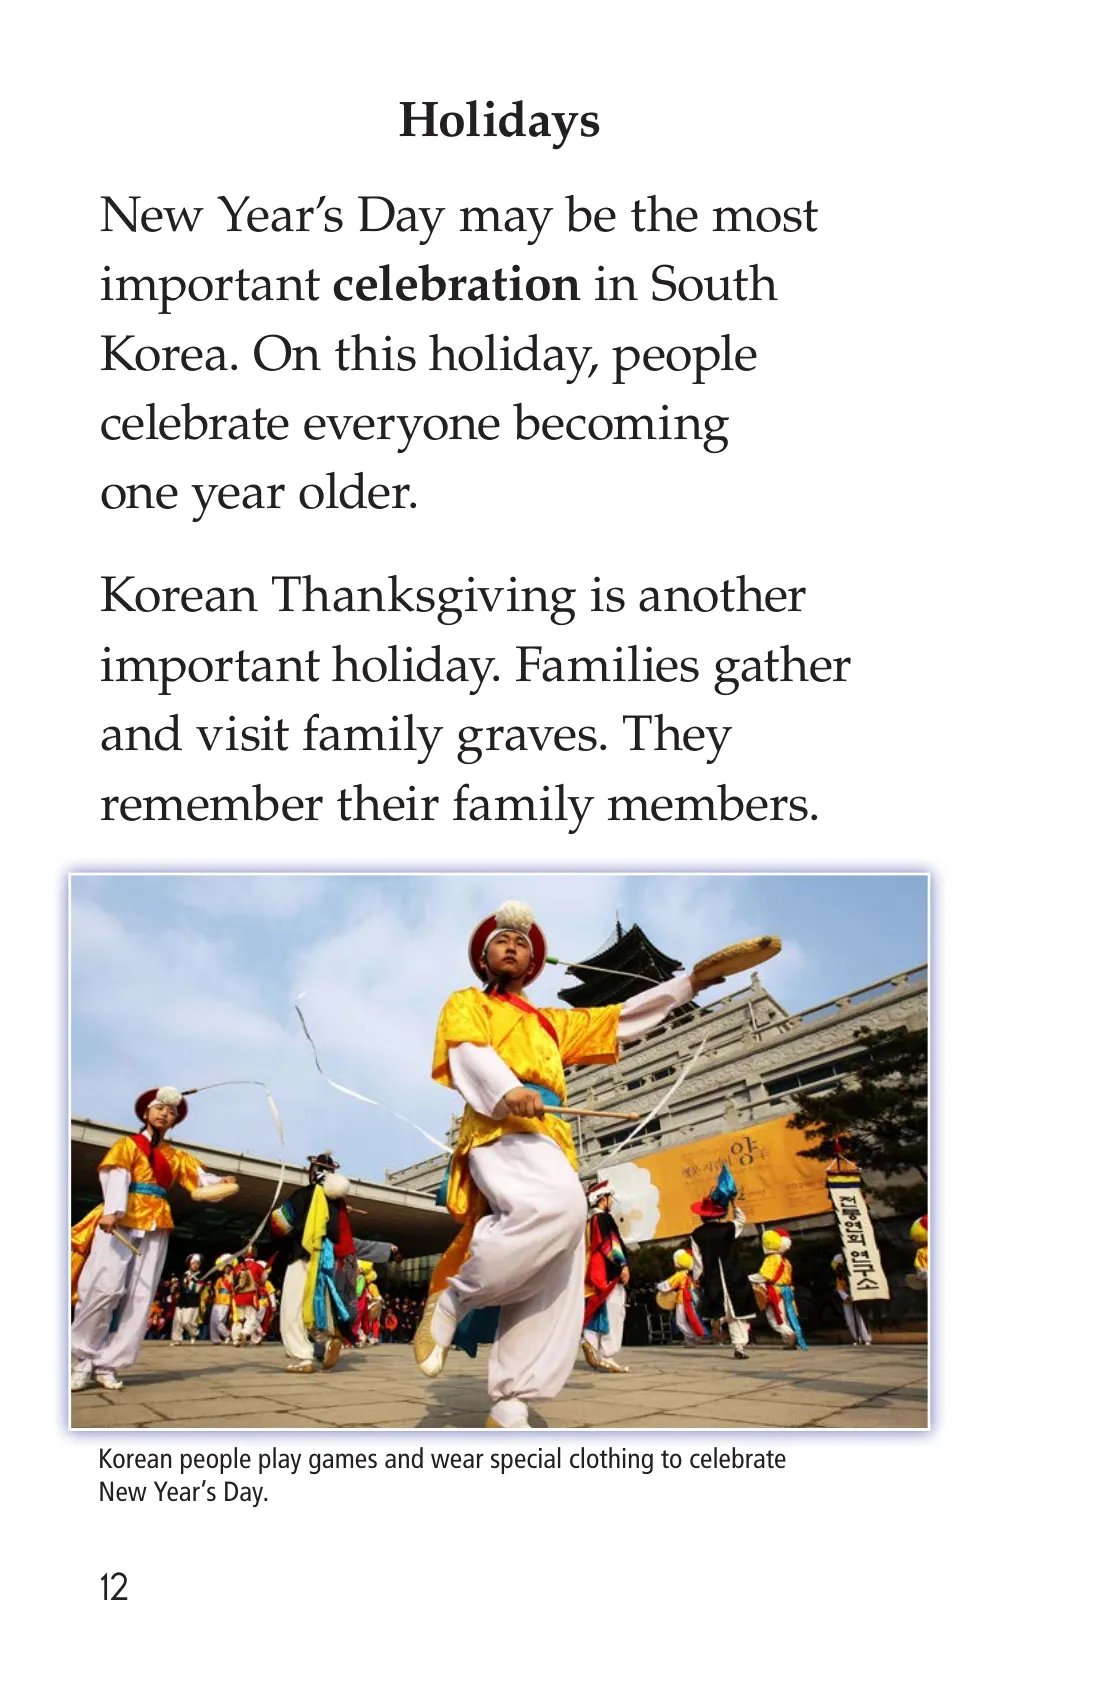 Holidays
New Year’s Day may be the most
important celebration in South
Korea. On this holiday, people
celebrate everyone becoming
one year older.
Korean Thanksgiving is another
important holiday. Families gather
and visit family graves. They
remember their family members.
양
전통연희연구소
Korean people play games and wear special clothing to celebrate
New Year’s Day.
12